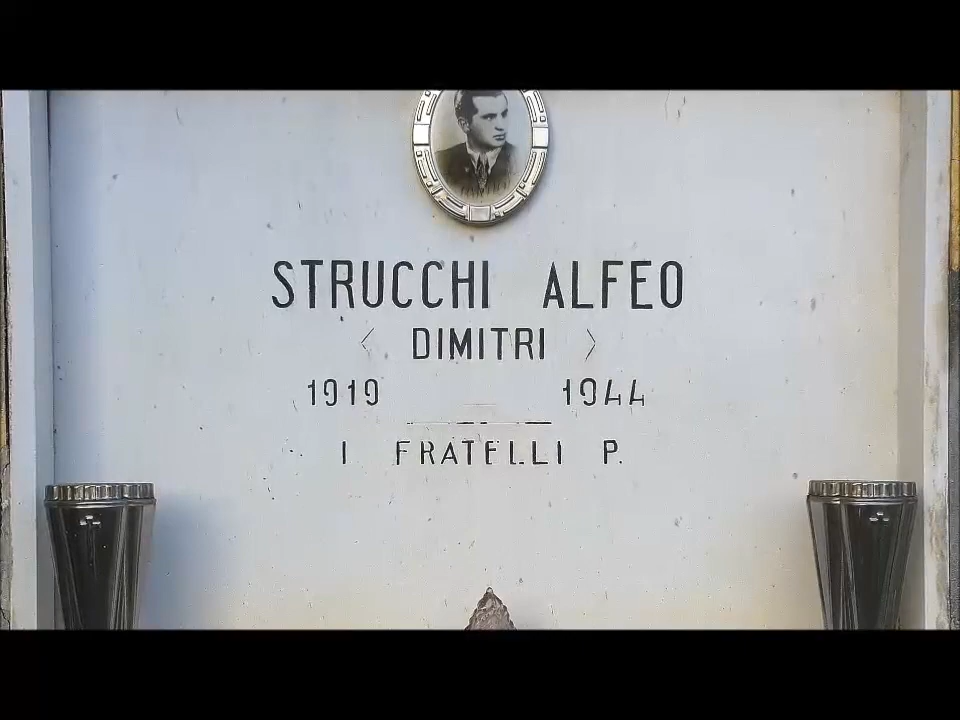 STRUCCHI ALFEO
< DIMITRI >
1919 1944
I FRATELLI P.